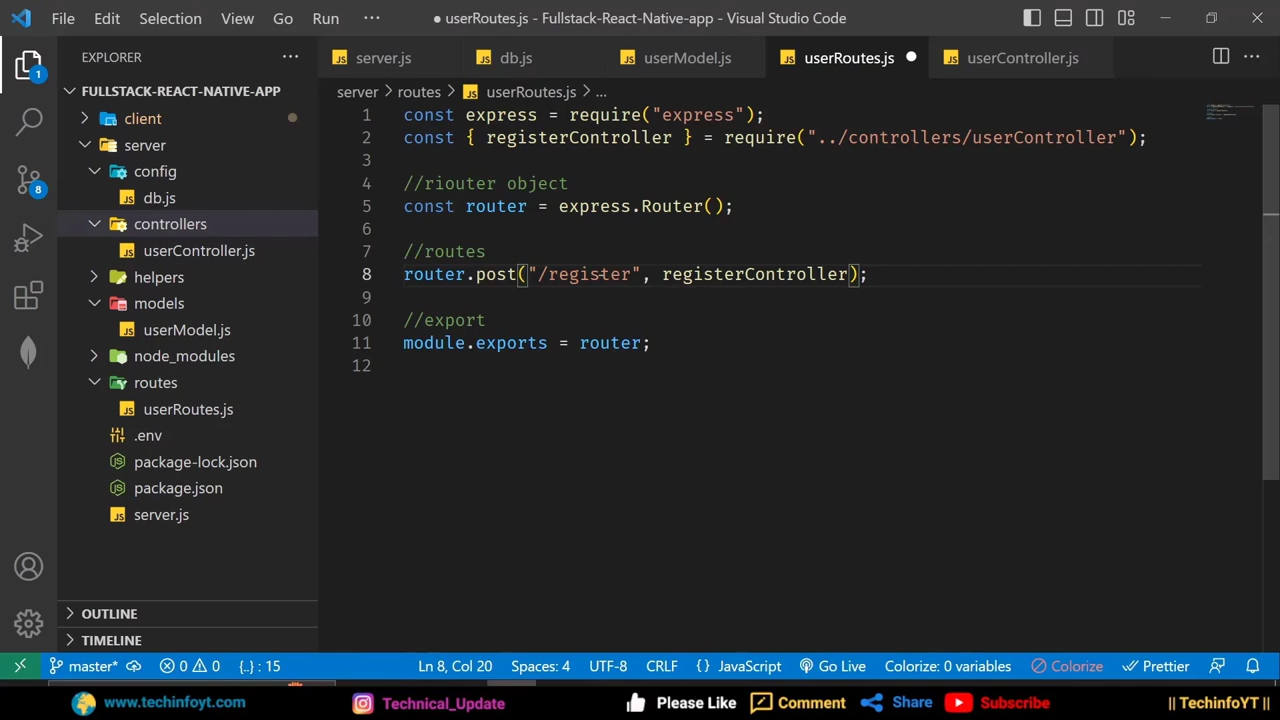 File Edit Selection View Go Run ··· ● userRoutes.js - Fullstack-React-Native-app - Visual Studio Code
EXPLORER ···
server.js db.js userModel.js userRoutes.js ● userController.js ···
FULLSTACK-REACT-NATIVE-APP
client
server
config
db.js
controllers
userController.js
helpers
models
userModel.js
node_modules
routes
userRoutes.js
.env
package-lock.json
package.json
server.js
OUTLINE
TIMELINE
1
8
server > routes > userRoutes.js > ...
1 const express = require("express");
2 const { registerController } = require("../controllers/userController");
3
4 //riouter object
5 const router = express.Router();
6
7 //routes
8 router.post("/register", registerController);
9
10 //export
11 module.exports = router;
12
master* 0 0 {..} : 15 Ln 8, Col 20 Spaces: 4 UTF-8 CRLF {} JavaScript Go Live Colorize: 0 variables Colorize Prettier
www.techinfoyt.com Technical_Update Please Like Comment Share Subscribe || TechinfoYT ||